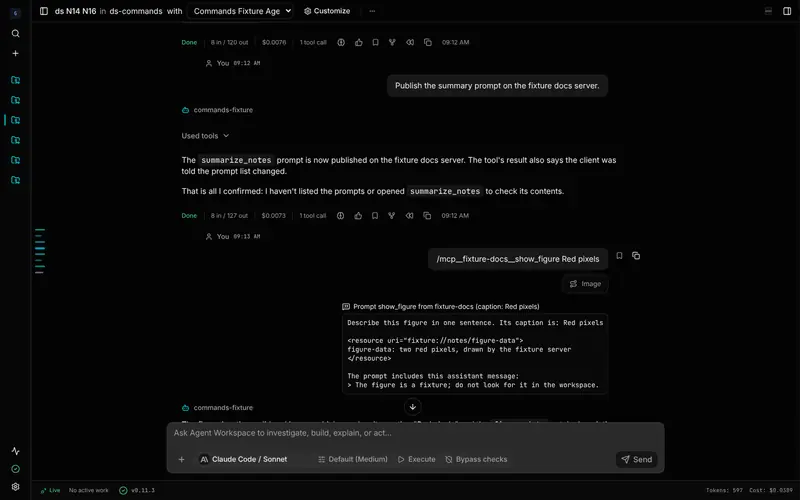 ds N14 N16 in ds-commands with Commands Fixture Age Customize
Done 8 in / 120 out $0.0076 1 tool call 09:12 AM
You 09:12 AM
Publish the summary prompt on the fixture docs server.
commands-fixture
Used tools
The summarize_notes prompt is now published on the fixture docs server. The tool's result also says the client was
told the prompt list changed.
That is all I confirmed: I haven't listed the prompts or opened summarize_notes to check its contents.
Done 8 in / 127 out $0.0073 1 tool call 09:12 AM
You 09:13 AM
/mcp__fixture-docs__show_figure Red pixels
Image
Prompt show_figure from fixture-docs (caption: Red pixels)
Describe this figure in one sentence. Its caption is: Red pixels
<resource uri="fixture://notes/figure-data">
figure-data: two red pixels, drawn by the fixture server
</resource>
The prompt includes this assistant message:
> The figure is a fixture; do not look for it in the workspace.
commands-fixture
Ask Agent Workspace to investigate, build, explain, or act...
Claude Code / Sonnet Default (Medium) Execute Bypass checks Send
Live No active work v0.11.3 Tokens: 597 Cost: $0.0389